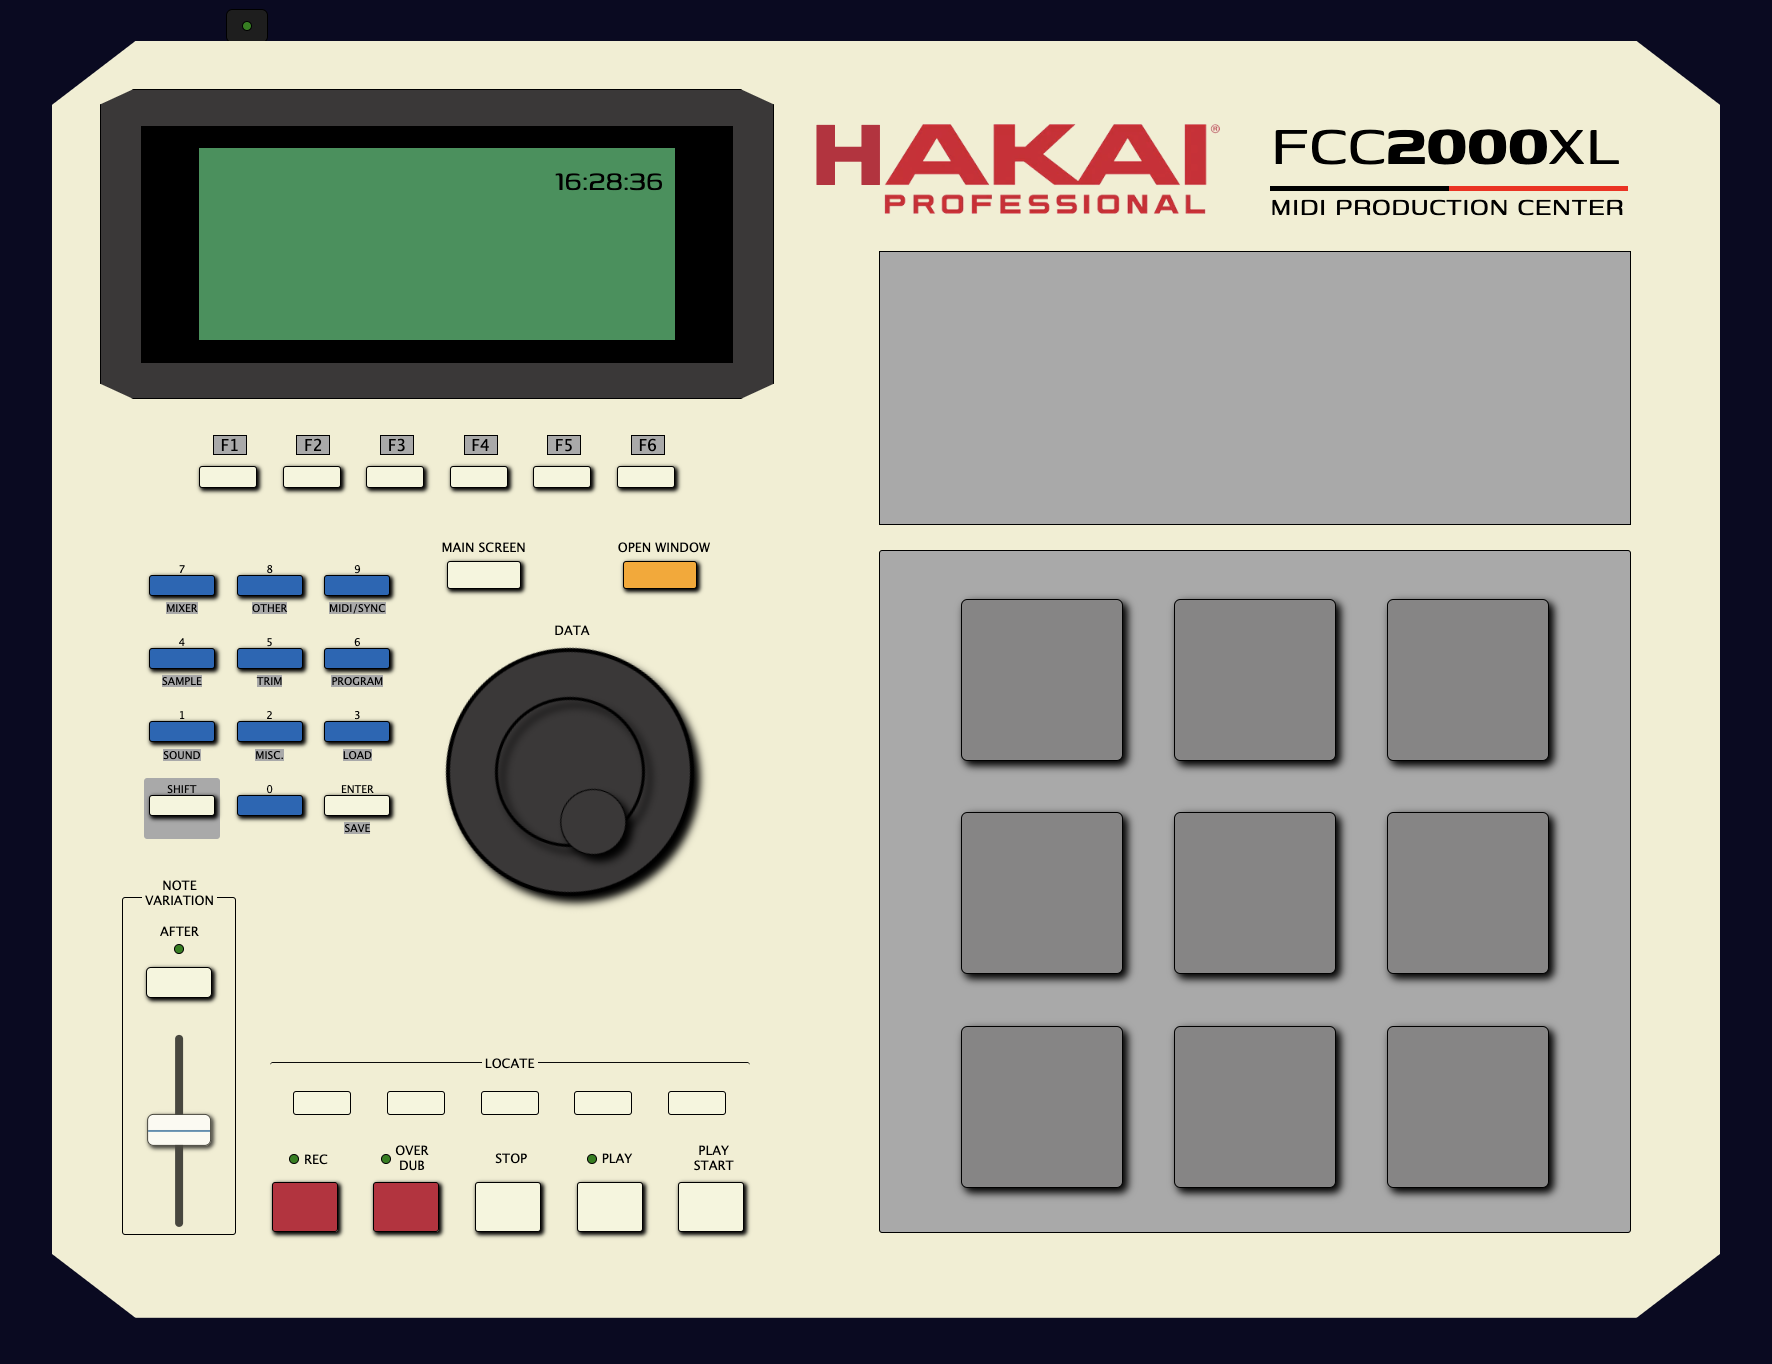 16:28:36
HAKAI®
PROFESSIONAL
FCC2000XL
MIDI PRODUCTION CENTER
F1 F2 F3 F4 F5 F6
MAIN SCREEN OPEN WINDOW
7 8 9
MIXER OTHER MIDI/SYNC
DATA
4 5 6
SAMPLE TRIM PROGRAM
1 2 3
SOUND MISC. LOAD
SHIFT 0 ENTER
SAVE
NOTE
VARIATION
AFTER
LOCATE
REC
OVER
DUB
STOP
PLAY
PLAY
START